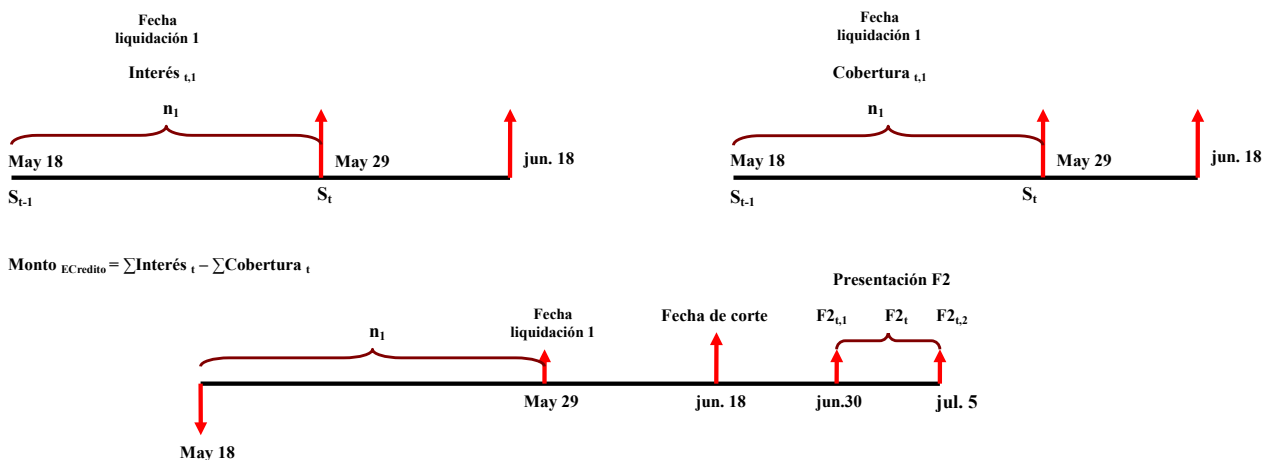 Fecha
liquidación 1
Interés t,1
n1
May 18
May 29
jun. 18
St-1
St
Fecha
liquidación 1
Cobertura t,1
n1
May 18
May 29
jun. 18
St-1
St
Monto ECredito = ∑Interés t – ∑Cobertura t
Presentación F2
n1
Fecha
liquidación 1
Fecha de corte
F2t,1
F2t
F2t,2
May 29
jun. 18
jun.30
jul. 5
May 18